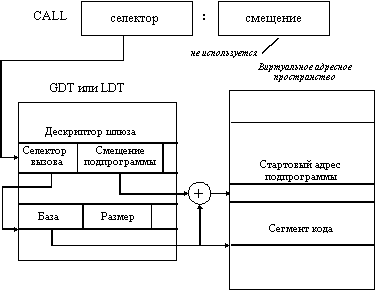 CALL селектор : смещение
не используется
Виртуальное адресное
пространство
GDT или LDT
Дескриптор шлюза
Селектор
вызова
Смещение
подпрограммы
Стартовый адрес
подпрограммы
+
База
Размер
Сегмент кода